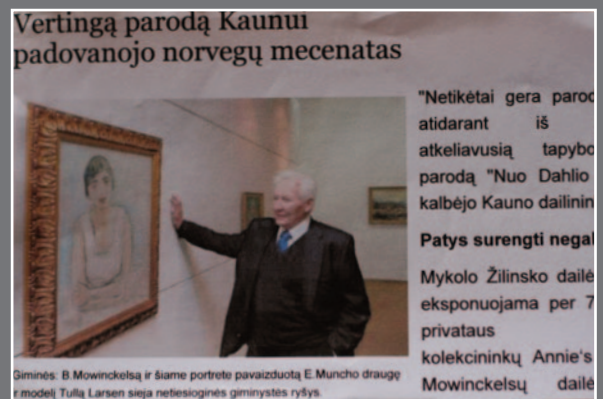 Vertingą parodą Kaunui
padovanojo norvegų mecenatas
"Netikėtai gera parod
atidarant iš
atkeliavusią tapybo
parodą "Nuo Dahlio
kalbėjo Kauno dailinin
Patys surengti negal
Mykolo Žilinsko dailė
eksponuojama per 7
privataus
kolekcininkų Annie's
Mowinckelsų dailė
Giminės: B.Mowinckelsą ir šiame portrete pavaizduotą E.Muncho draugę
r modelį Tullą Larsen sieja netiesioginės giminystės ryšys.